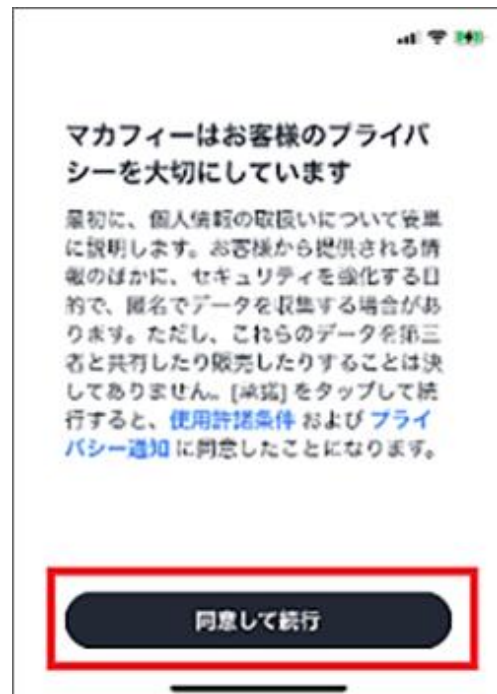 マカフィーはお客様のプライバ
シーを大切にしています
最初に、個人情報の取扱いについて簡単
に説明します。お客様から提供される情
報のほかに、セキュリティを強化する目
的で、匿名でデータを収集する場合があ
ります。ただし、これらのデータを第三
者と共有したり販売したりすることは決
してありません。[承諾] をタップして続
行すると、使用許諾条件 および プライ
バシー通知 に同意したことになります。
同意して続行